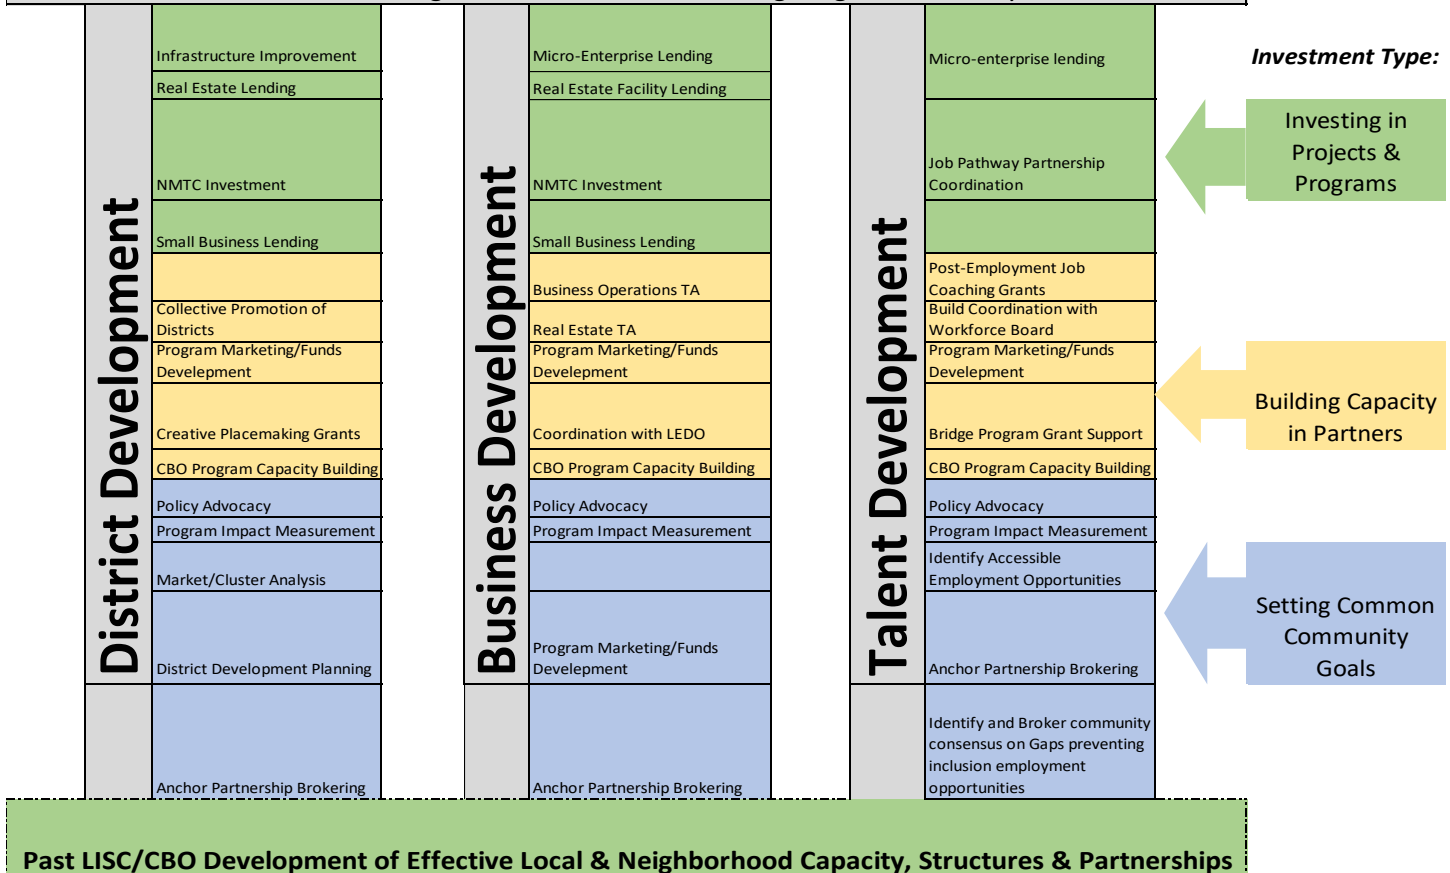 District Development
Infrastructure Improvement
Real Estate Lending
NMTC Investment
Small Business Lending
Collective Promotion of
Districts
Program Marketing/Funds
Develepment
Creative Placemaking Grants
CBO Program Capacity Building
Policy Advocacy
Program Impact Measurement
Market/Cluster Analysis
District Development Planning
Anchor Partnership Brokering
Business Development
Micro-Enterprise Lending
Real Estate Facility Lending
NMTC Investment
Small Business Lending
Business Operations TA
Real Estate TA
Program Marketing/Funds
Develepment
Coordination with LEDO
CBO Program Capacity Building
Policy Advocacy
Program Impact Measurement
Program Marketing/Funds
Develepment
Anchor Partnership Brokering
Talent Development
Micro-enterprise lending
Job Pathway Partnership
Coordination
Post-Employment Job
Coaching Grants
Build Coordination with
Workforce Board
Program Marketing/Funds
Develepment
Bridge Program Grant Support
CBO Program Capacity Building
Policy Advocacy
Program Impact Measurement
Identify Accessible
Employment Opportunities
Anchor Partnership Brokering
Identify and Broker community
consensus on Gaps preventing
inclusion employment
opportunities
Investment Type:
Investing in
Projects &
Programs
Building Capacity
in Partners
Setting Common
Community
Goals
Past LISC/CBO Development of Effective Local & Neighborhood Capacity, Structures & Partnerships